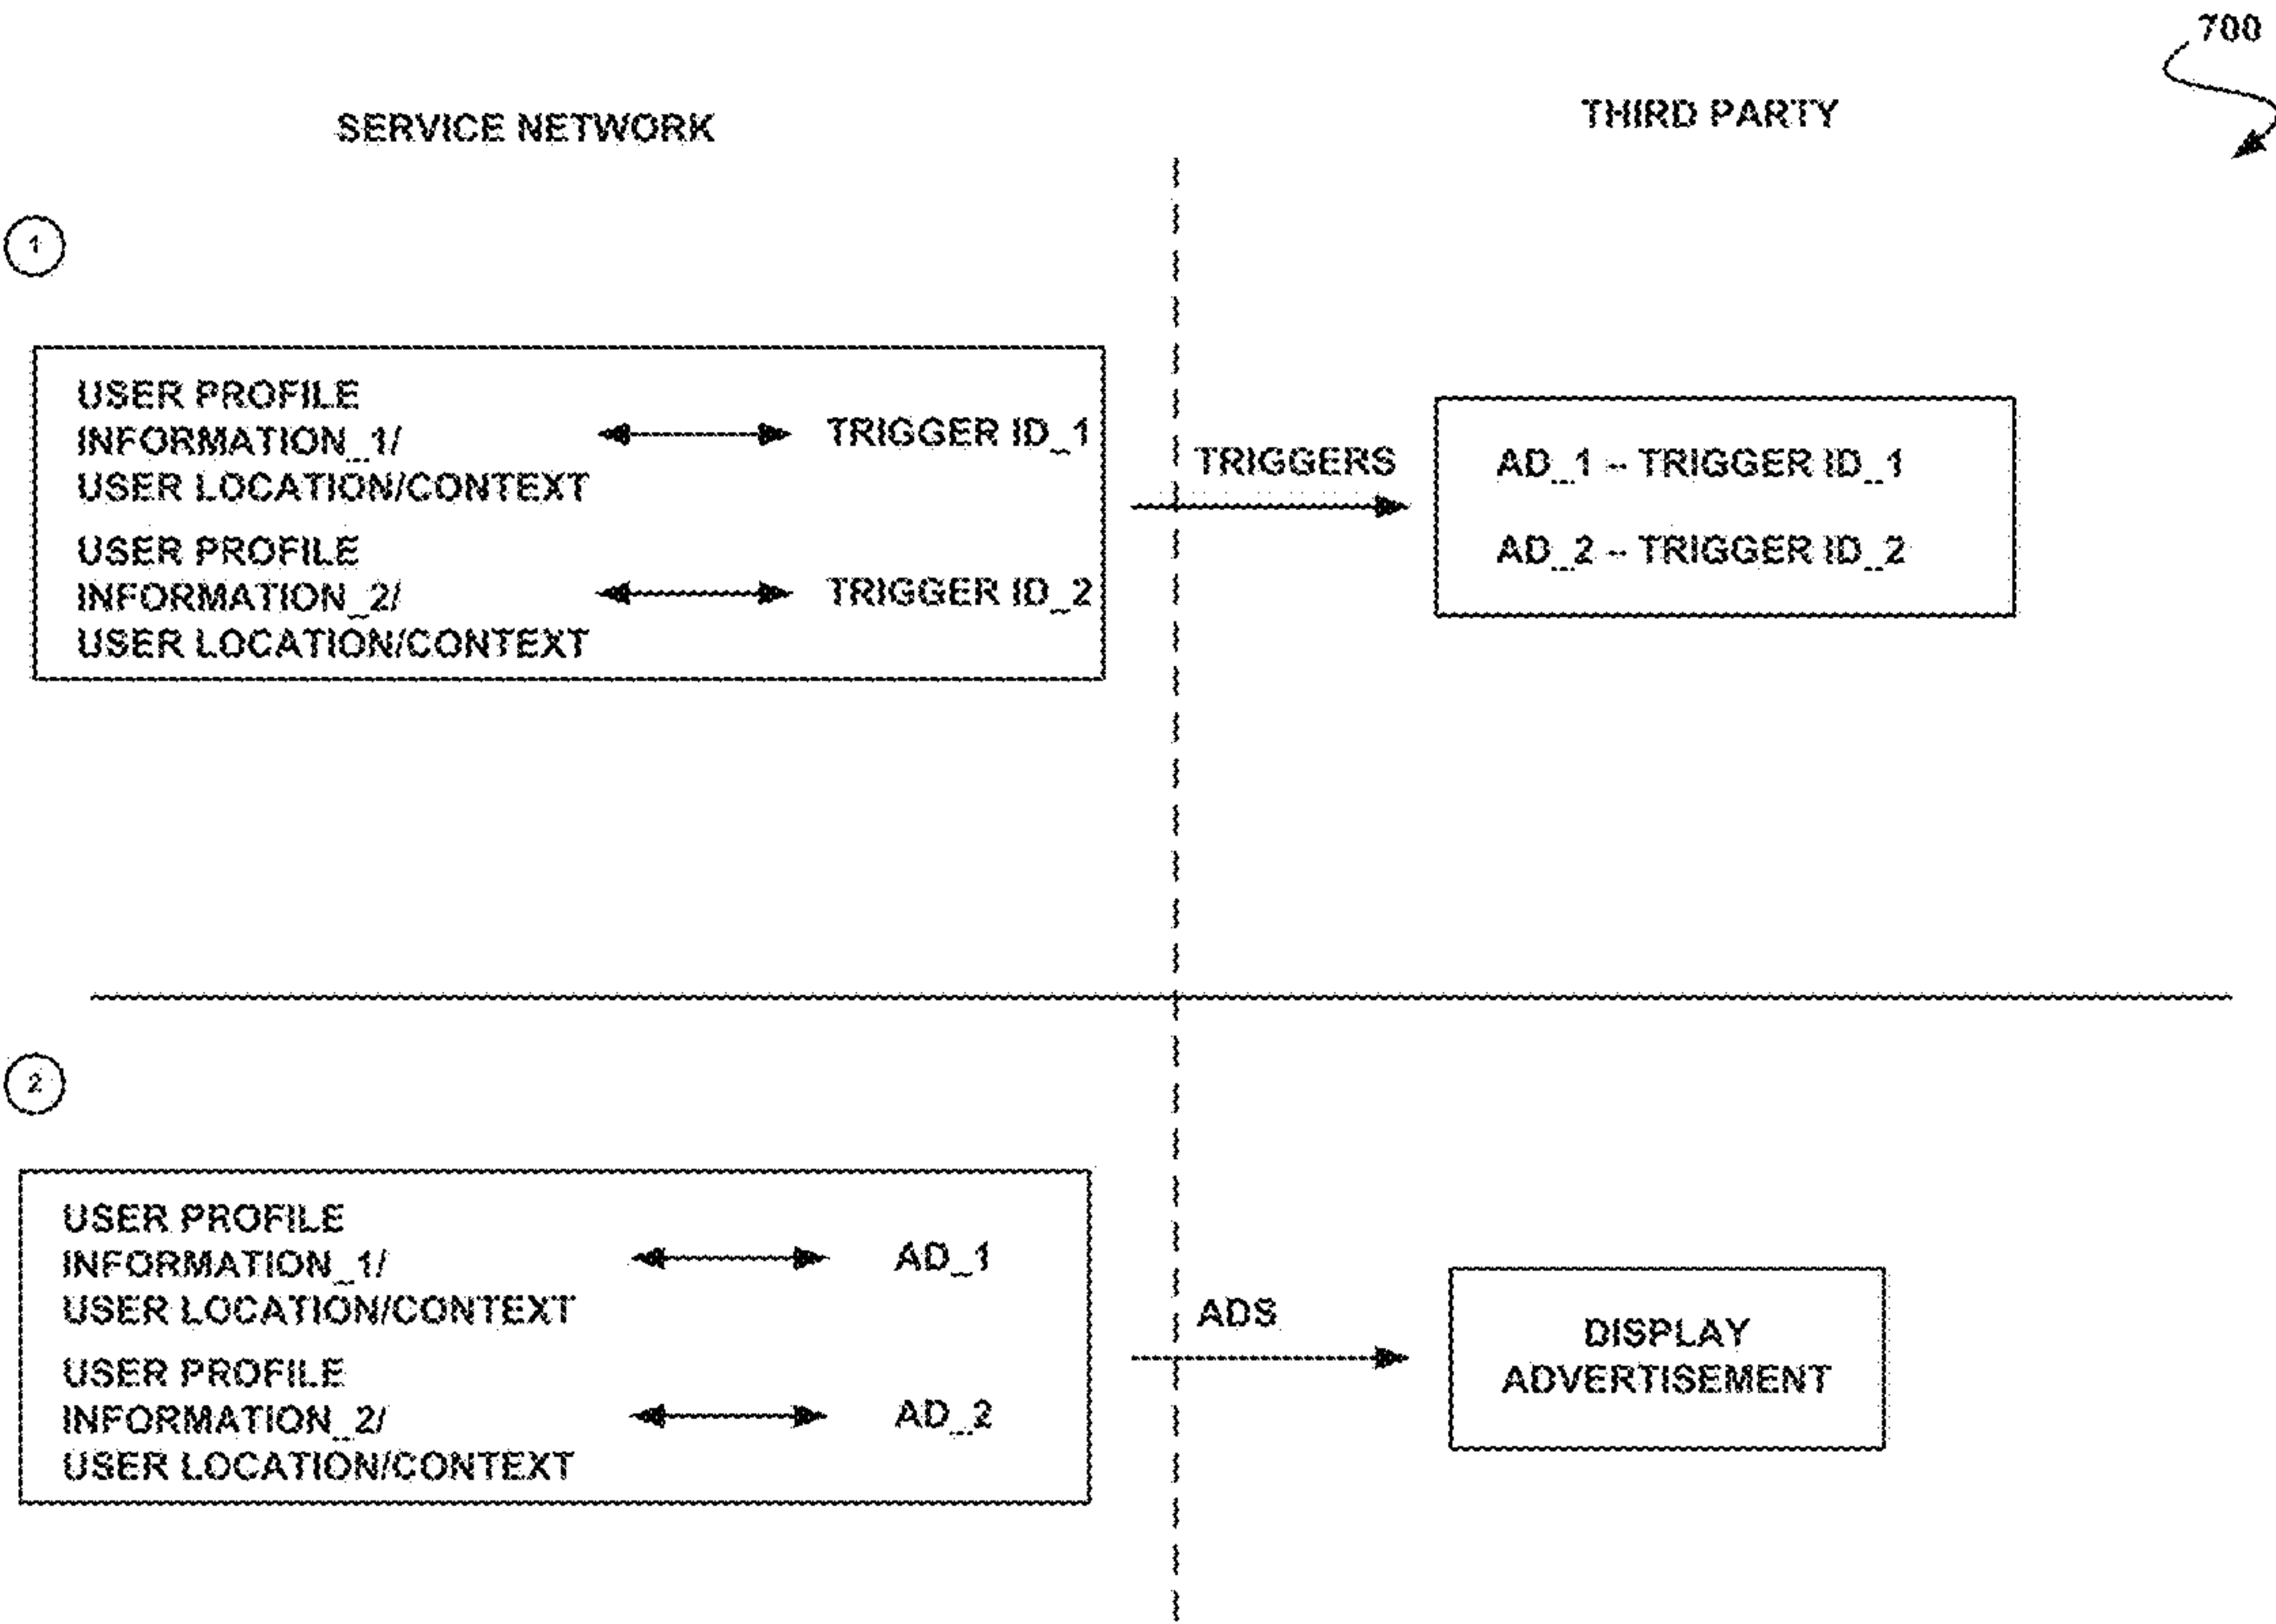 700
SERVICE NETWORK
THIRD PARTY
1
USER PROFILE
INFORMATION_1/
USER LOCATION/CONTEXT
TRIGGER ID_1
USER PROFILE
INFORMATION_2/
USER LOCATION/CONTEXT
TRIGGER ID_2
TRIGGERS
AD_1 -- TRIGGER ID_1
AD_2 -- TRIGGER ID_2
2
USER PROFILE
INFORMATION_1/
USER LOCATION/CONTEXT
AD_1
USER PROFILE
INFORMATION_2/
USER LOCATION/CONTEXT
AD_2
ADS
DISPLAY
ADVERTISEMENT